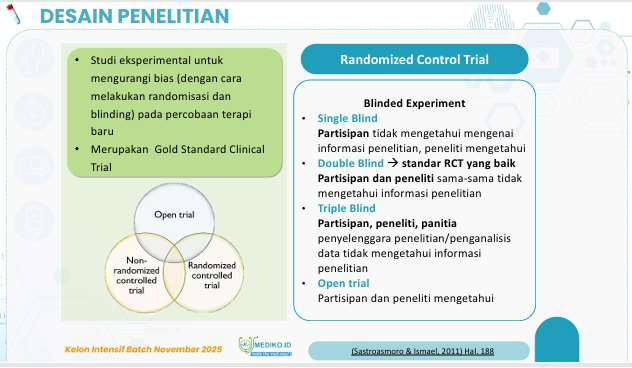 DESAIN PENELITIAN
• Studi eksperimental untuk
mengurangi bias (dengan cara
melakukan randomisasi dan
blinding) pada percobaan terapi
baru
• Merupakan Gold Standard Clinical
Trial
Open trial
Non-
randomized
controlled
trial
Randomized
controlled
trial
Randomized Control Trial
Blinded Experiment
• Single Blind
Partisipan tidak mengetahui mengenai
informasi penelitian, peneliti mengetahui
• Double Blind → standar RCT yang baik
Partisipan dan peneliti sama-sama tidak
mengetahui informasi penelitian
• Triple Blind
Partisipan, peneliti, panitia
penyelenggara penelitian/penganalisis
data tidak mengetahui informasi
penelitian
• Open trial
Partisipan dan peneliti mengetahui
Kelon Intensif Batch November 2025
MEDIKO.ID
(Sastroasmoro & Ismael, 2011) Hal. 188